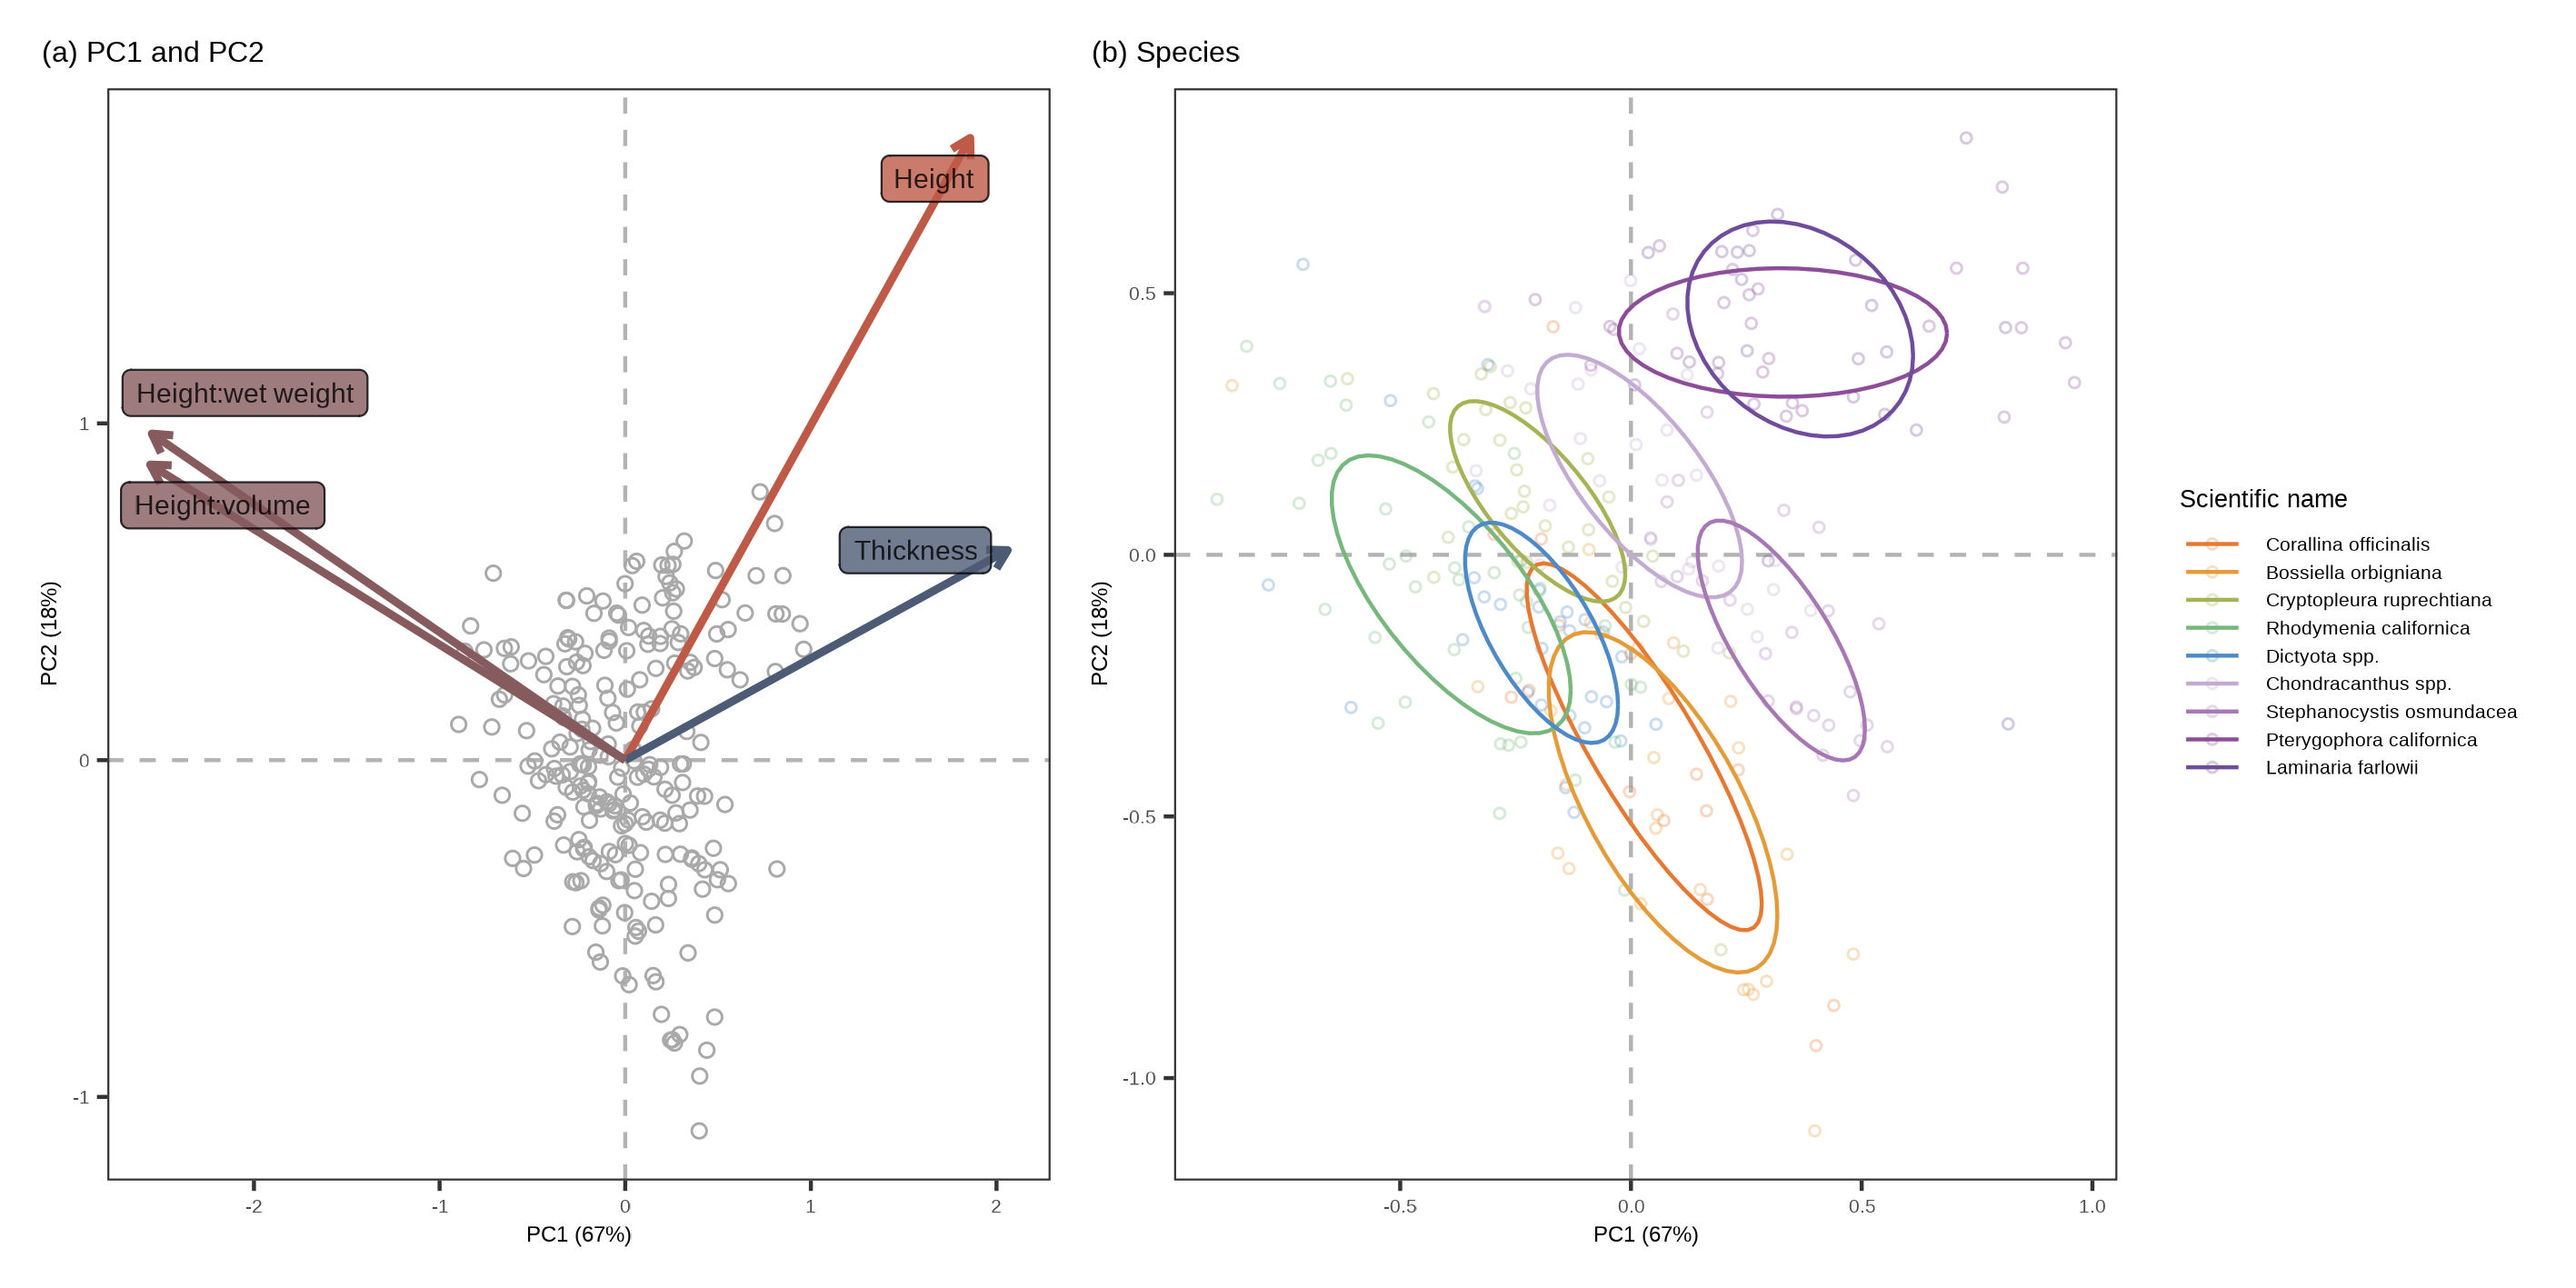 (a) PC1 and PC2
Height
Height:wet weight
Height:volume
Thickness
1
0
-1
PC2 (18%)
-2
-1
0
1
2
PC1 (67%)
(b) Species
0.5
0.0
-0.5
-1.0
PC2 (18%)
-0.5
0.0
0.5
1.0
PC1 (67%)
Scientific name
Corallina officinalis
Bossiella orbigniana
Cryptopleura ruprechtiana
Rhodymenia californica
Dictyota spp.
Chondracanthus spp.
Stephanocystis osmundacea
Pterygophora californica
Laminaria farlowii